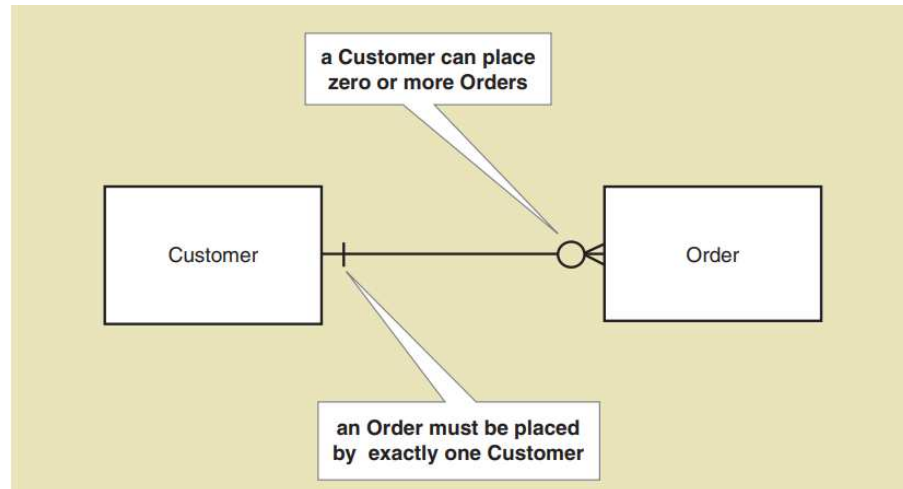 a Customer can place
zero or more Orders
Customer
Order
an Order must be placed
by exactly one Customer